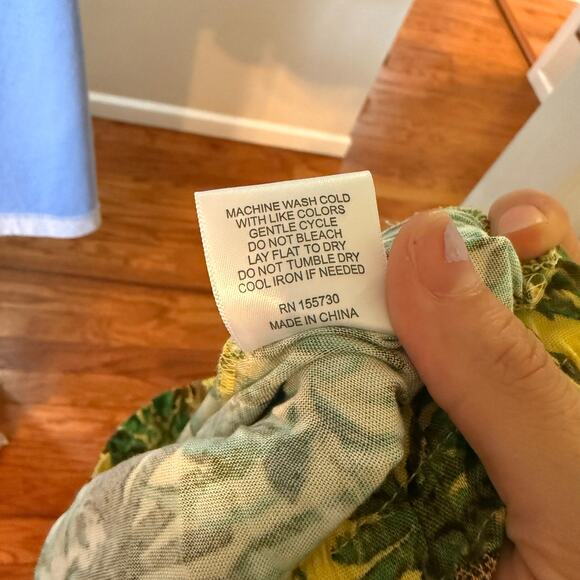 MACHINE WASH COLD
WITH LIKE COLORS
GENTLE CYCLE
DO NOT BLEACH
LAY FLAT TO DRY
DO NOT TUMBLE DRY
COOL IRON IF NEEDED
RN 155730
MADE IN CHINA